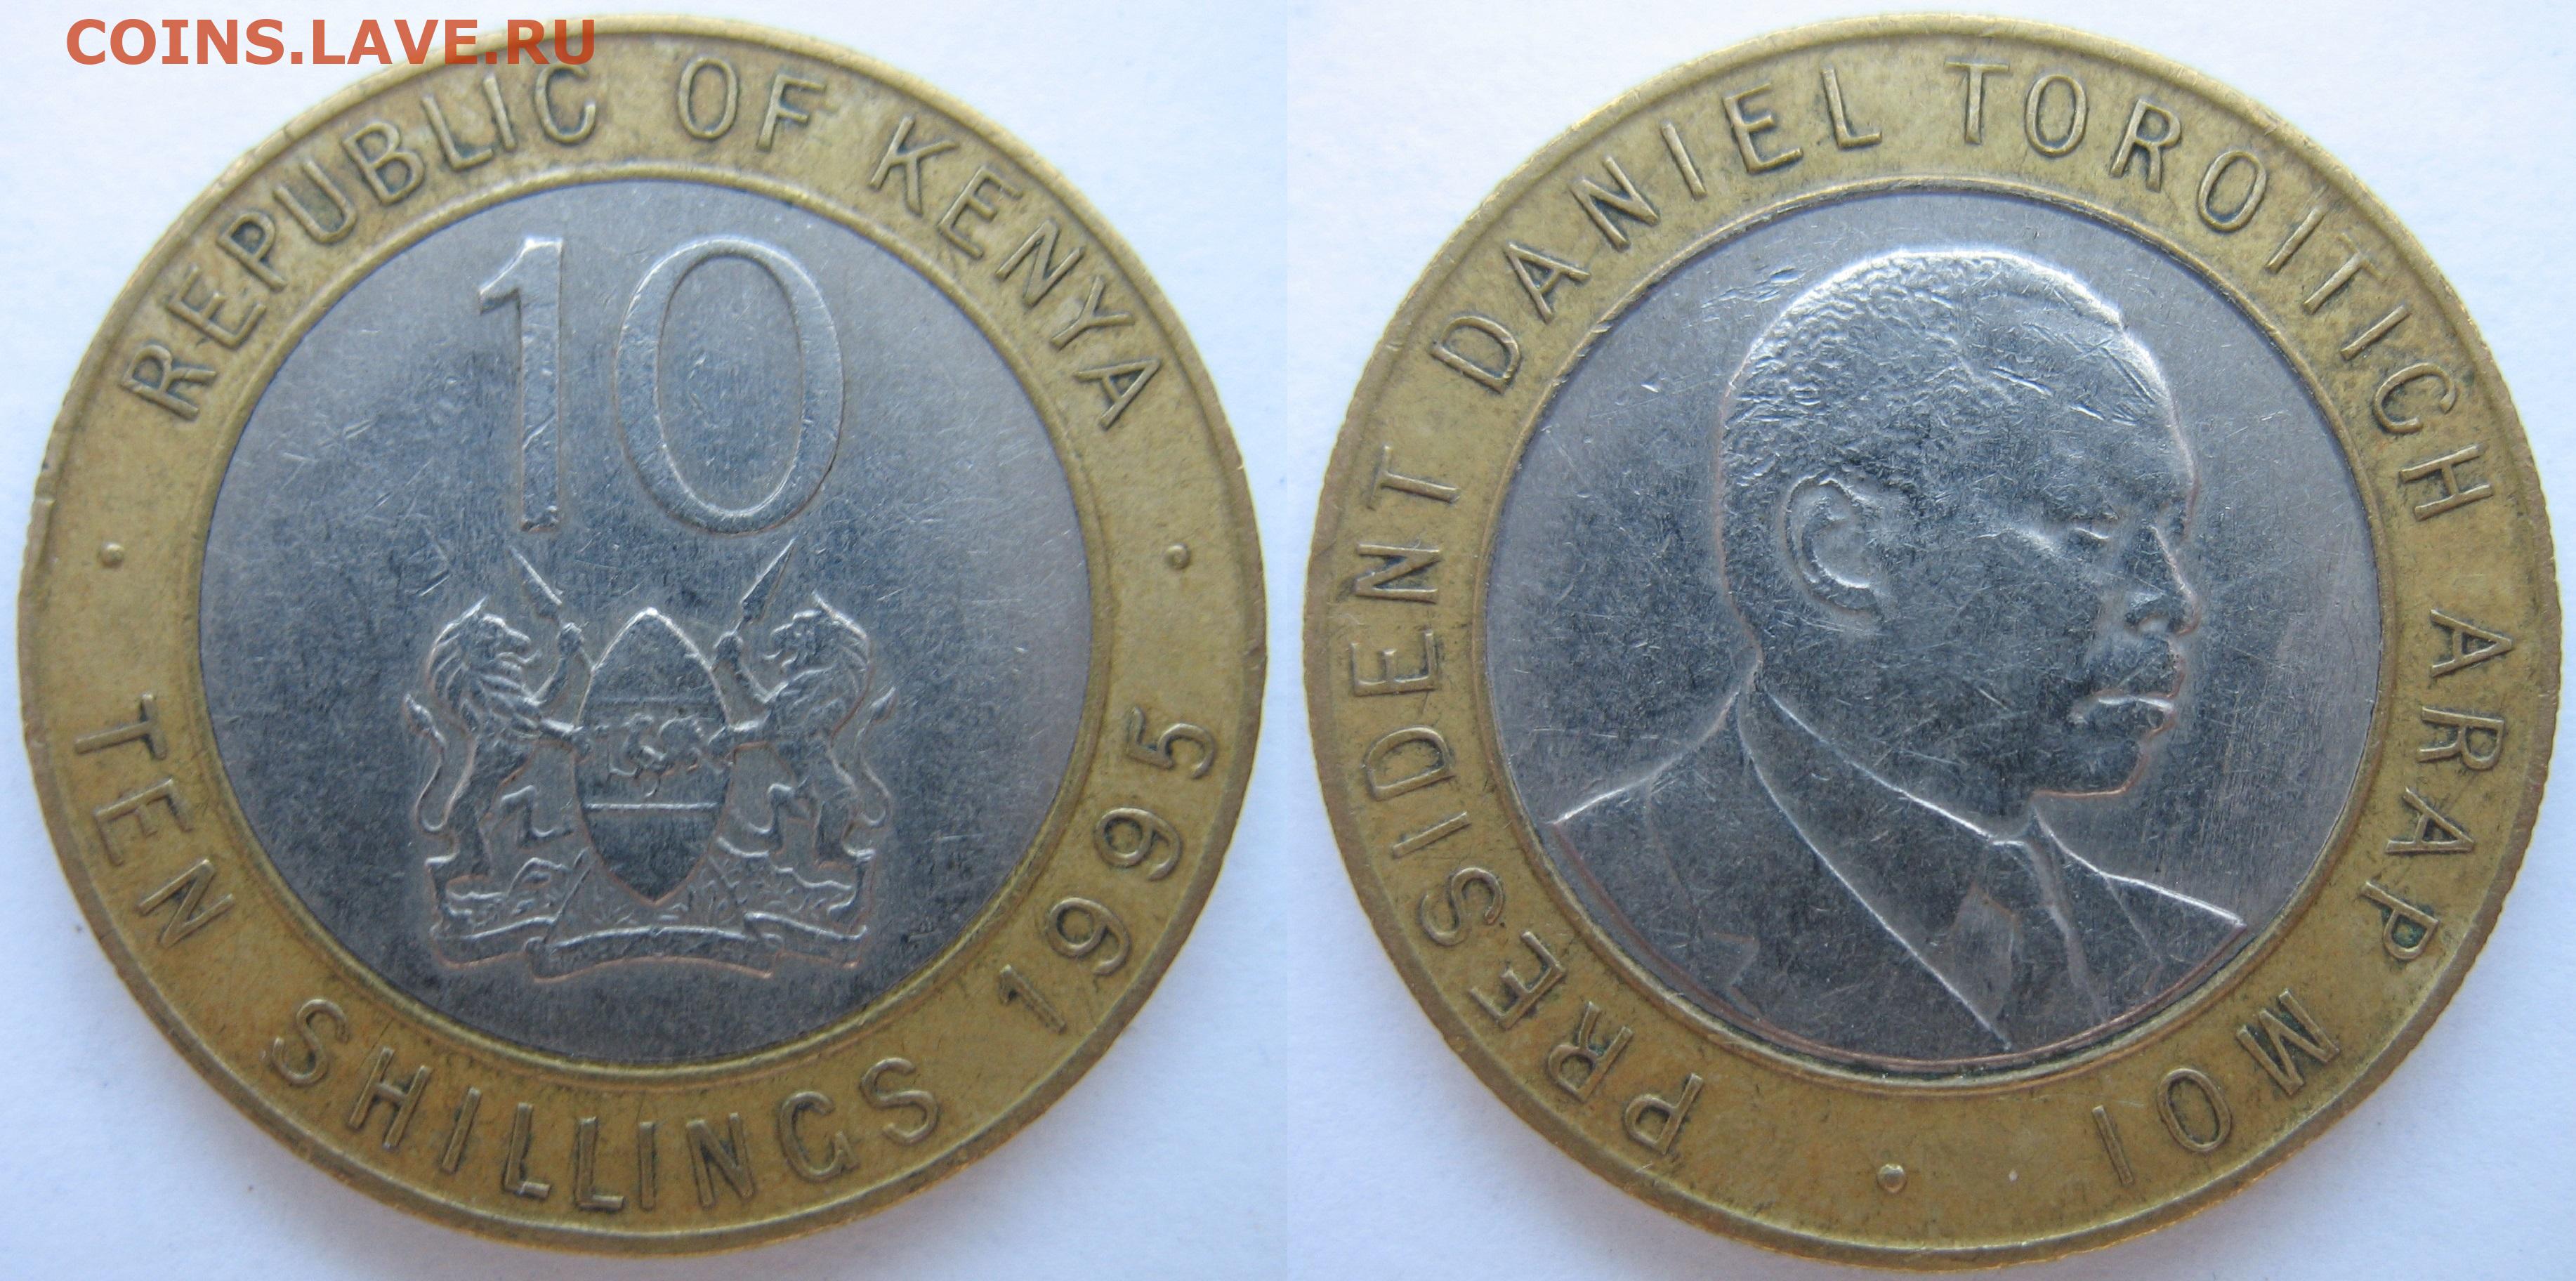 COINS.LAVE.RU
REPUBLIC OF KENYA
10
TEN SHILLINGS 1995
PRESIDENT DANIEL TOROITICH ARAP MOI